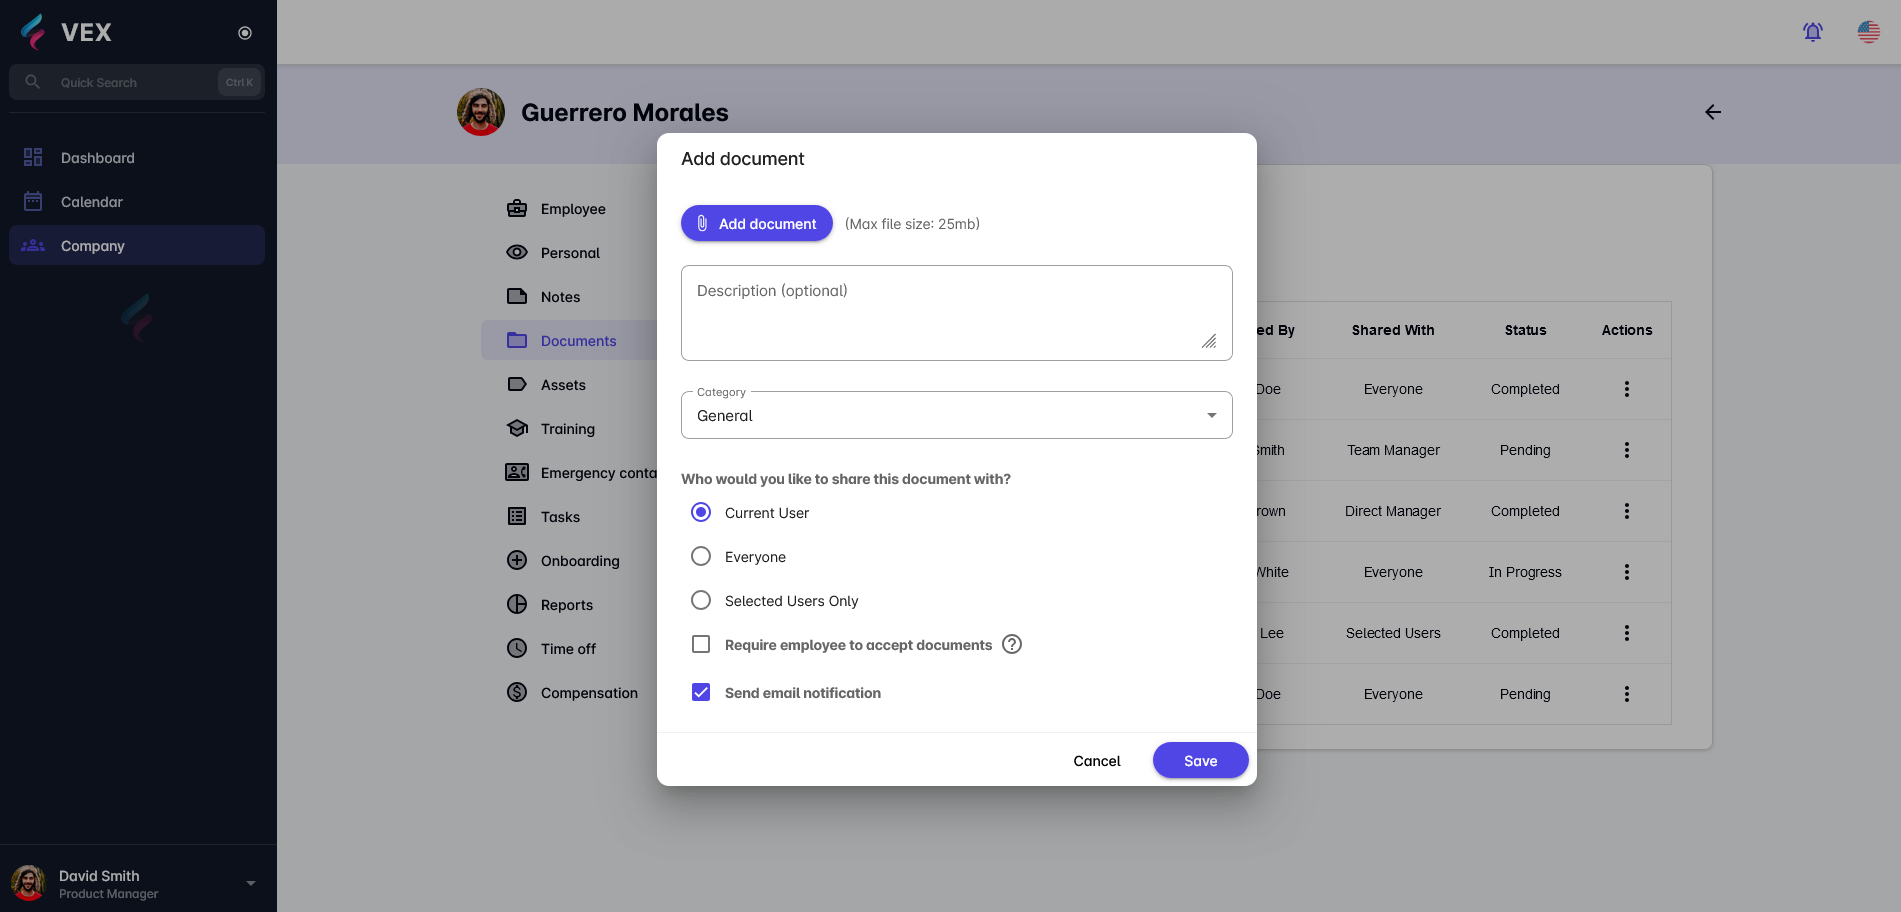 VEX
Quick Search
Ctrl K
Dashboard
Calendar
Company
David Smith
Product Manager
Guerrero Morales
Employee
Personal
Notes
Documents
Assets
Training
Emergency conta
Tasks
Onboarding
Reports
Time off
Compensation
Add document
Add document
(Max file size: 25mb)
Description (optional)
Category
General
Who would you like to share this document with?
Current User
Everyone
Selected Users Only
Require employee to accept documents
Send email notification
Cancel
Save
ed By Shared With Status Actions
Doe Everyone Completed
mith Team Manager Pending
rown Direct Manager Completed
White Everyone In Progress
Lee Selected Users Completed
Doe Everyone Pending